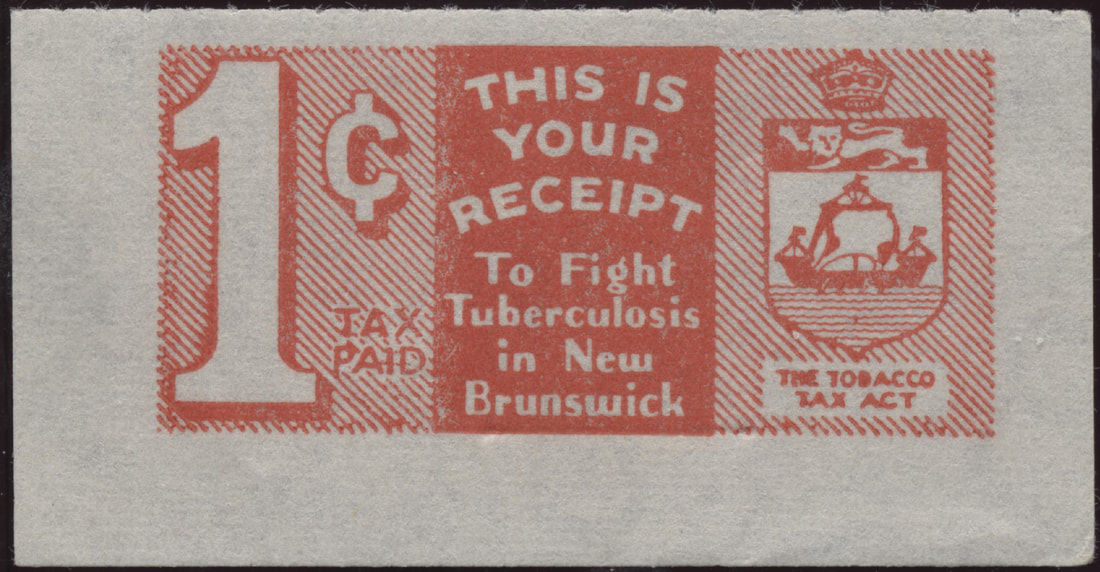 1¢
TAX
PAID
THIS IS
YOUR
RECEIPT
To Fight
Tuberculosis
in New
Brunswick
THE TOBACCO
TAX ACT